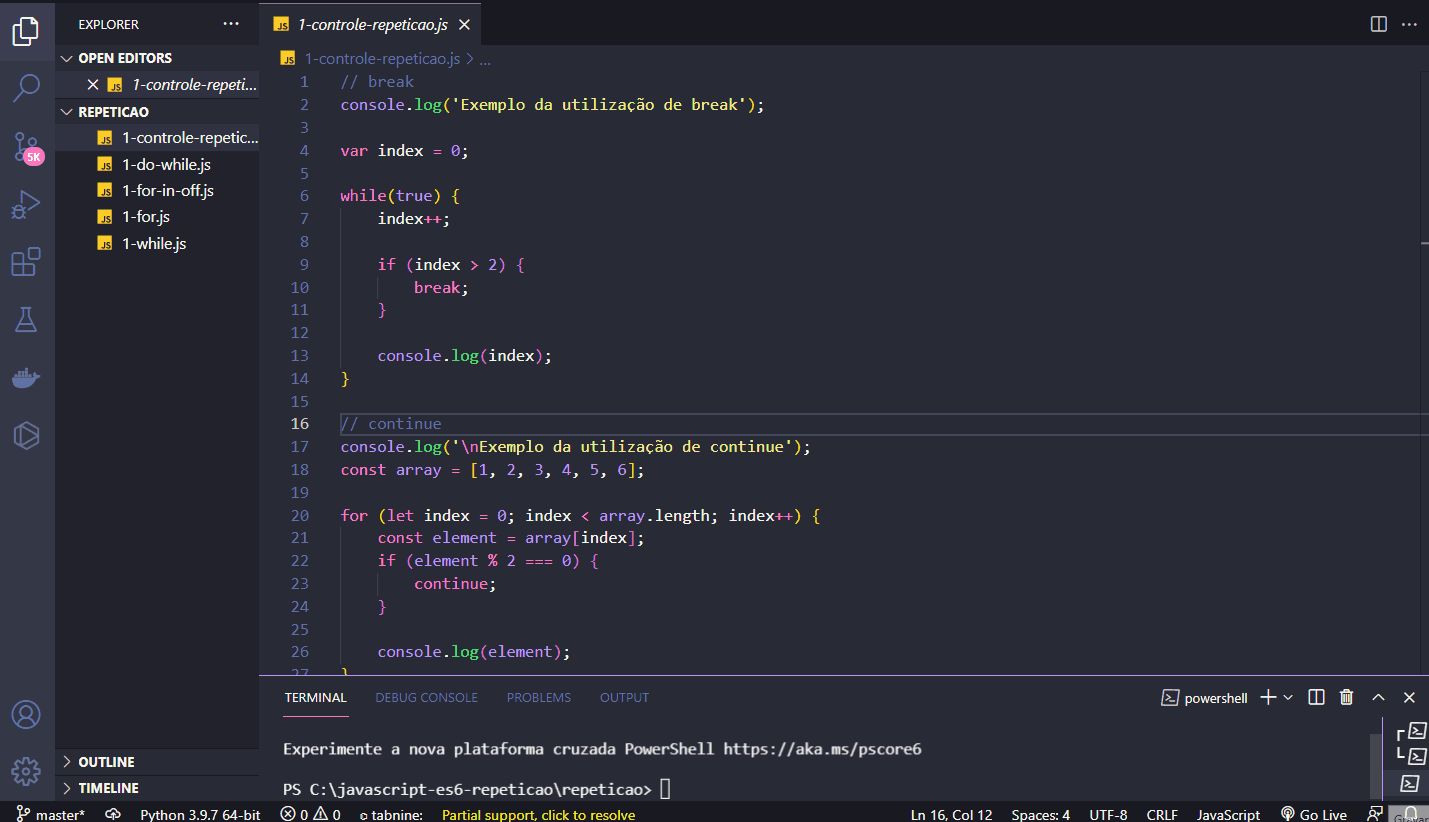 EXPLORER
OPEN EDITORS
JS 1-controle-repeti...
REPETICAO
JS 1-controle-repetic...
JS 1-do-while.js
JS 1-for-in-off.js
JS 1-for.js
JS 1-while.js
5K
OUTLINE
TIMELINE
JS 1-controle-repeticao.js
JS 1-controle-repeticao.js > ...
1 // break
2 console.log('Exemplo da utilização de break');
3
4 var index = 0;
5
6 while(true) {
7 index++;
8
9 if (index > 2) {
10 break;
11 }
12
13 console.log(index);
14 }
15
16 // continue
17 console.log('\nExemplo da utilização de continue');
18 const array = [1, 2, 3, 4, 5, 6];
19
20 for (let index = 0; index < array.length; index++) {
21 const element = array[index];
22 if (element % 2 === 0) {
23 continue;
24 }
25
26 console.log(element);
27 }
TERMINAL DEBUG CONSOLE PROBLEMS OUTPUT powershell
Experimente a nova plataforma cruzada PowerShell https://aka.ms/pscore6
PS C:\javascript-es6-repeticao\repeticao>
master* Python 3.9.7 64-bit 0 0 tabnine: Partial support, click to resolve Ln 16, Col 12 Spaces: 4 UTF-8 CRLF JavaScript Go Live